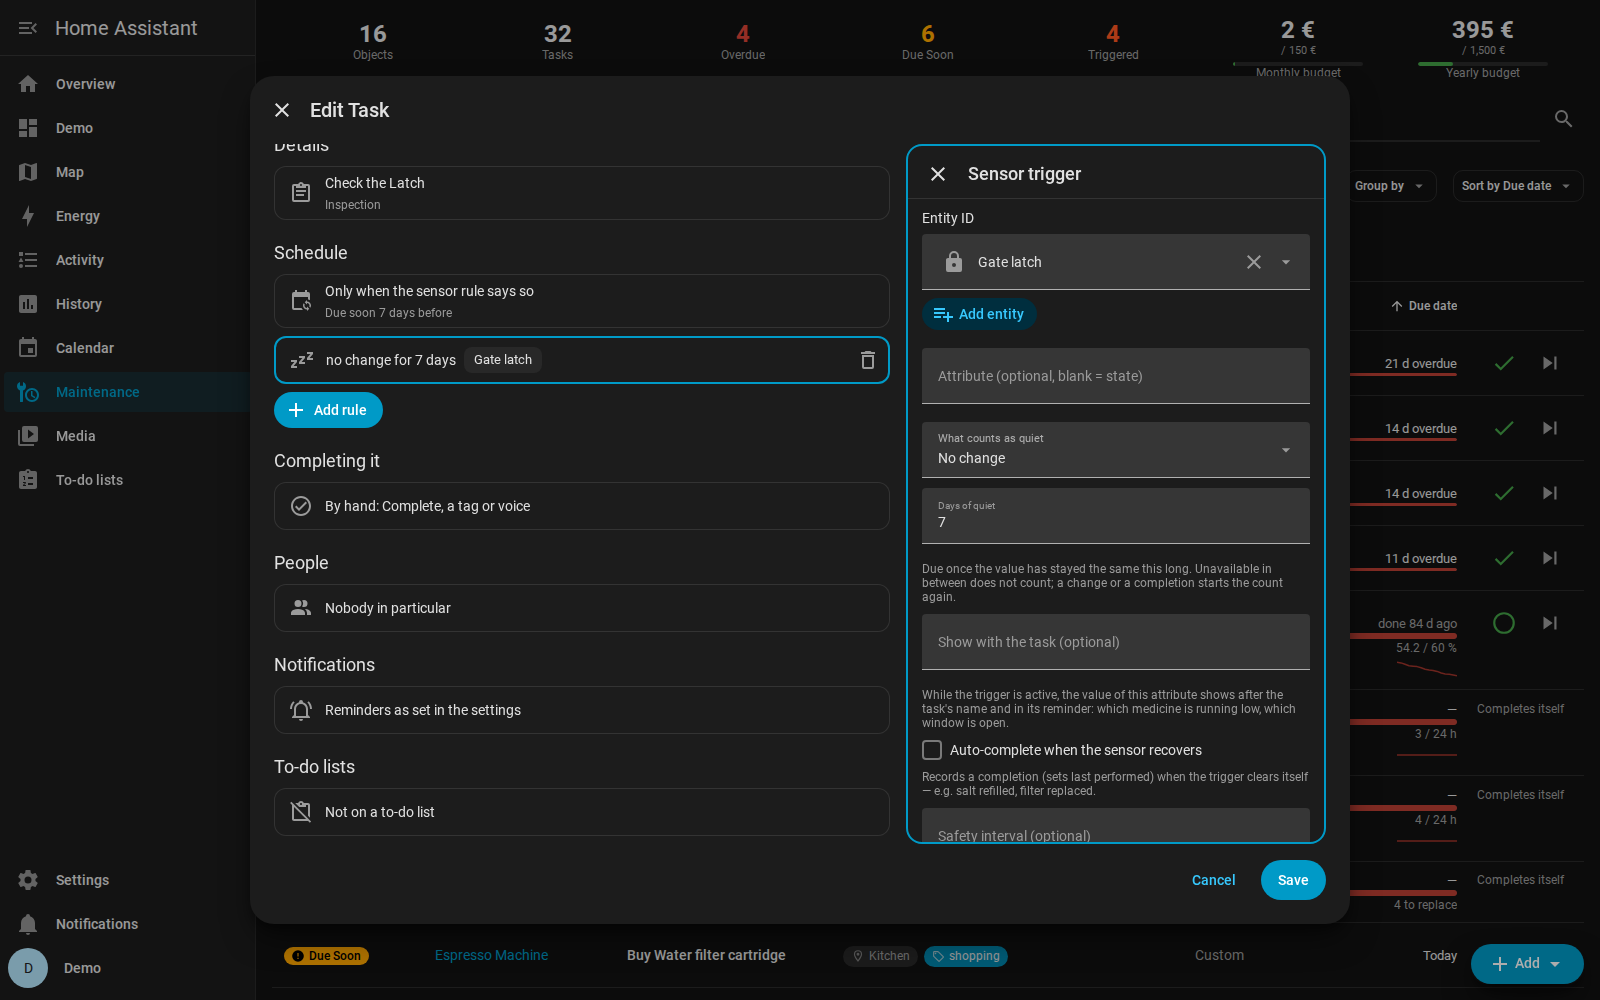 Home Assistant
Overview
Demo
Map
Energy
Activity
History
Calendar
Maintenance
Media
To-do lists
Settings
Notifications
D
Demo
16
Objects
32
Tasks
4
Overdue
6
Due Soon
4
Triggered
2 €
/ 150 €
Monthly budget
395 €
/ 1,500 €
Yearly budget
Edit Task
Details
Check the Latch
Inspection
Schedule
Only when the sensor rule says so
Due soon 7 days before
no change for 7 days
Gate latch
Add rule
Completing it
By hand: Complete, a tag or voice
People
Nobody in particular
Notifications
Reminders as set in the settings
To-do lists
Not on a to-do list
Sensor trigger
Entity ID
Gate latch
Add entity
Attribute (optional, blank = state)
What counts as quiet
No change
Days of quiet
7
Due once the value has stayed the same this long. Unavailable in
between does not count; a change or a completion starts the count
again.
Show with the task (optional)
While the trigger is active, the value of this attribute shows after the
task's name and in its reminder: which medicine is running low, which
window is open.
Auto-complete when the sensor recovers
Records a completion (sets last performed) when the trigger clears itself
— e.g. salt refilled, filter replaced.
Safety interval (optional)
Cancel
Save
Group by
Sort by Due date
Due date
21 d overdue
14 d overdue
14 d overdue
11 d overdue
done 84 d ago
54.2 / 60 %
—
Completes itself
3 / 24 h
—
Completes itself
4 / 24 h
—
Completes itself
4 to replace
Due Soon
Espresso Machine
Buy Water filter cartridge
Kitchen
shopping
Custom
Today
Add